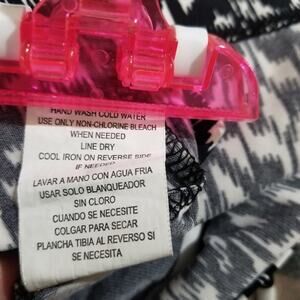 HAND WASH COLD WATER
USE ONLY NON-CHLORINE BLEACH
WHEN NEEDED
LINE DRY
COOL IRON ON REVERSE SIDE
IF NEEDED
LAVAR A MANO CON AGUA FRIA
USAR SOLO BLANQUEADOR
SIN CLORO
CUANDO SE NECESITE
COLGAR PARA SECAR
PLANCHA TIBIA AL REVERSO SI
SE NECESITA